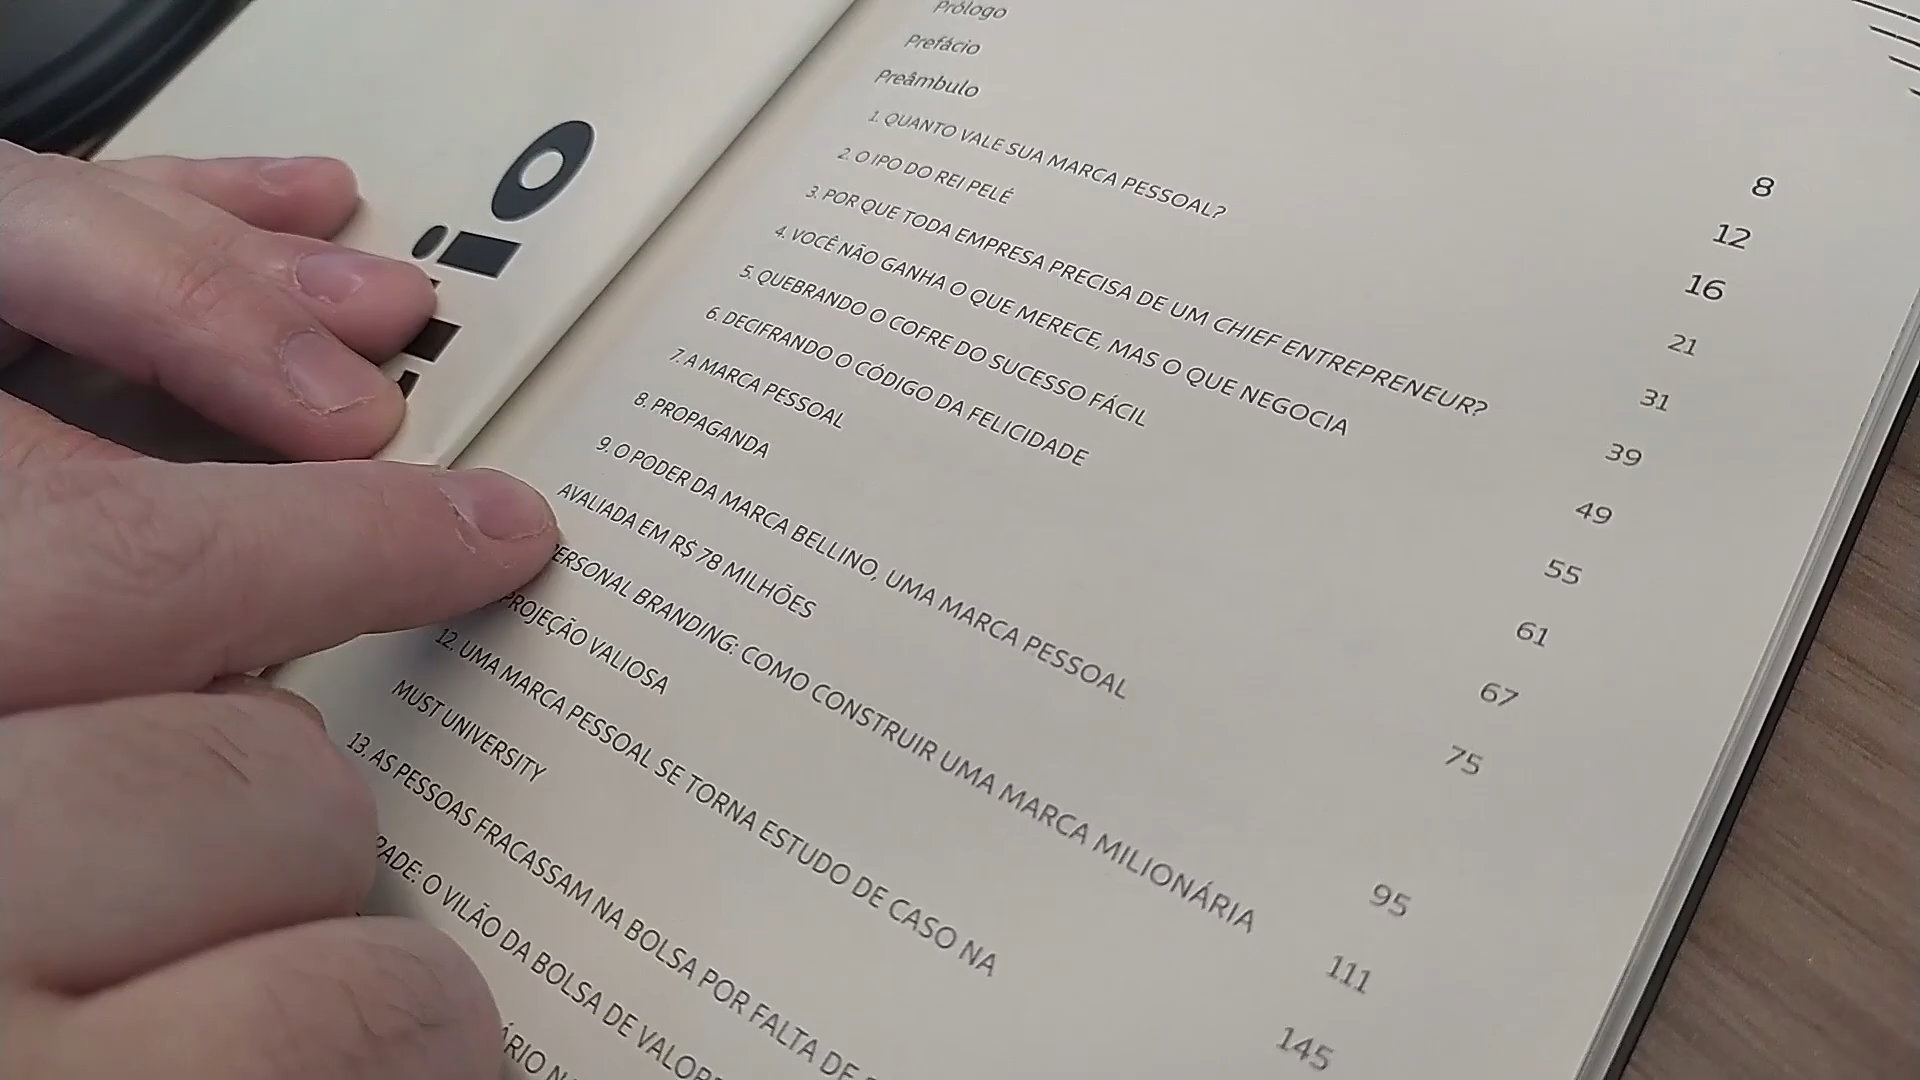 Prólogo
Prefácio
Preâmbulo 8
1. QUANTO VALE SUA MARCA PESSOAL? 12
2. O IPO DO REI PELÉ 16
3. POR QUE TODA EMPRESA PRECISA DE UM CHIEF ENTREPRENEUR? 21
4. VOCÊ NÃO GANHA O QUE MERECE, MAS O QUE NEGOCIA 31
5. QUEBRANDO O COFRE DO SUCESSO FÁCIL 39
6. DECIFRANDO O CÓDIGO DA FELICIDADE 49
7. A MARCA PESSOAL 55
8. PROPAGANDA 61
9. O PODER DA MARCA BELLINO, UMA MARCA PESSOAL 67
AVALIADA EM R$ 78 MILHÕES 75
PERSONAL BRANDING: COMO CONSTRUIR UMA MARCA MILIONÁRIA
PROJEÇÃO VALIOSA 95
12. UMA MARCA PESSOAL SE TORNA ESTUDO DE CASO NA 111
MUST UNIVERSITY
13. AS PESSOAS FRACASSAM NA BOLSA POR FALTA DE 145
O VILÃO DA BOLSA DE